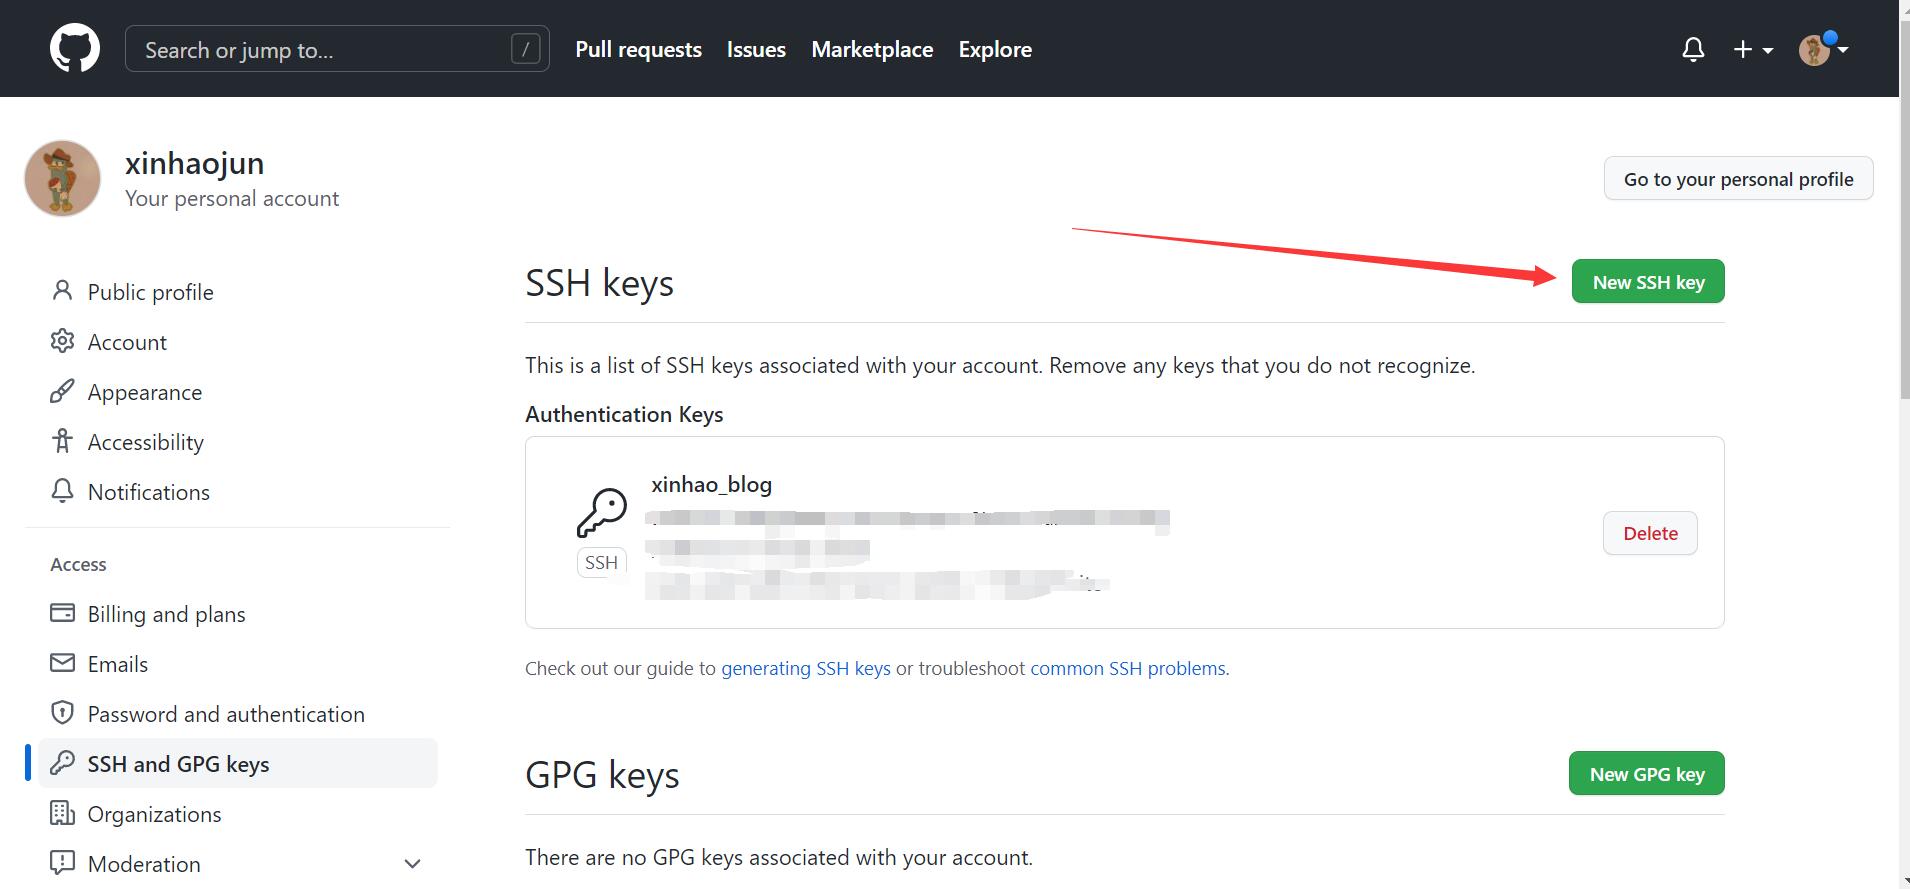 Search or jump to... / Pull requests Issues Marketplace Explore
xinhaojun
Your personal account
Go to your personal profile
Public profile
Account
Appearance
Accessibility
Notifications
Access
Billing and plans
Emails
Password and authentication
SSH and GPG keys
Organizations
Moderation
SSH keys
New SSH key
This is a list of SSH keys associated with your account. Remove any keys that you do not recognize.
Authentication Keys
xinhao_blog
SSH
Delete
Check out our guide to generating SSH keys or troubleshoot common SSH problems.
GPG keys
New GPG key
There are no GPG keys associated with your account.